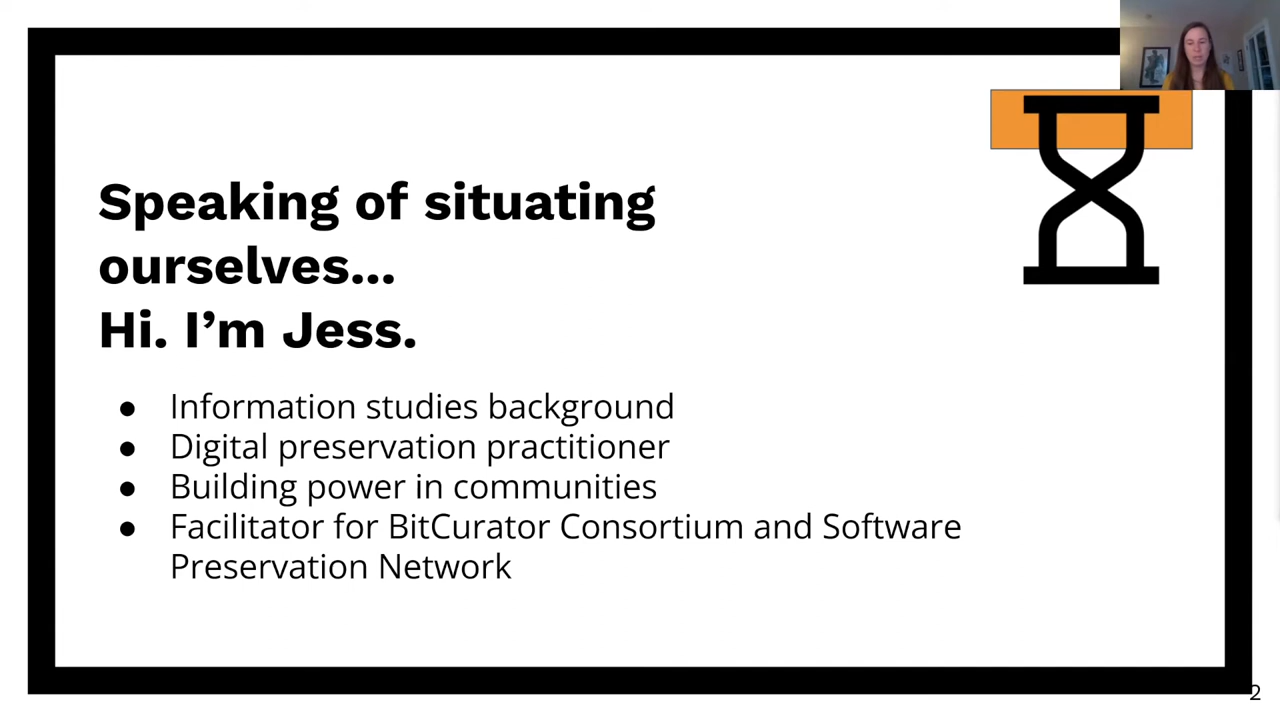 Speaking of situating
ourselves...
Hi. I'm Jess.
● Information studies background
● Digital preservation practitioner
● Building power in communities
● Facilitator for BitCurator Consortium and Software
Preservation Network
2